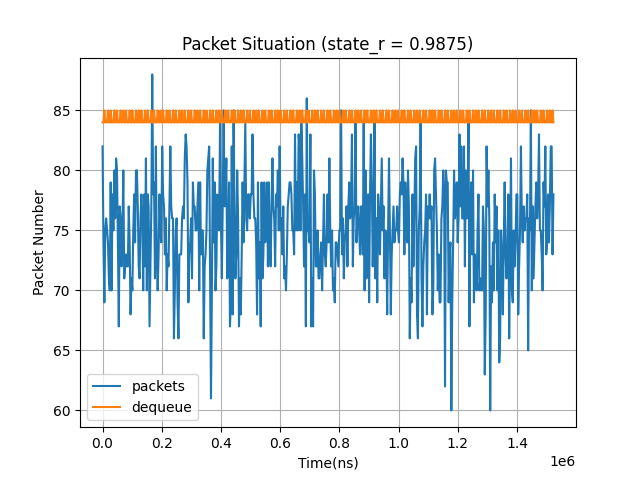 Packet Situation (state_r = 0.9875)
Packet Number
85
80
75
70
65
60
packets
dequeue
0.0 0.2 0.4 0.6 0.8 1.0 1.2 1.4
1e6
Time(ns)